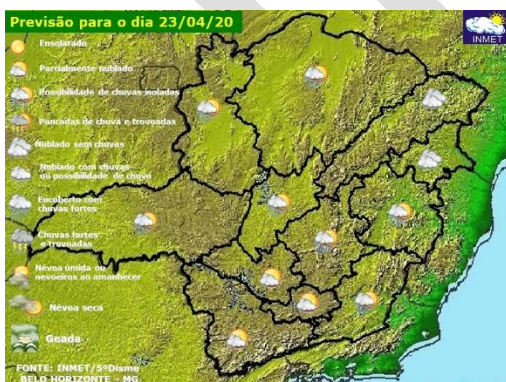 Previsão para o dia 23/04/20
INMET
Ensolarado
Parcialmente nublado
Possibilidade de chuvas isoladas
Pancadas de chuva e trovoadas
Nublado sem chuvas
Nublado com chuvas
ou possibilidade de chuva
Encoberto com
chuvas fortes
Chuvas fortes
e trovoadas
Névoa úmida ou
nevoeiros ao amanhecer
Névoa seca
Geada
FONTE: INMET/5ºDisme
BELO HORIZONTE - MG